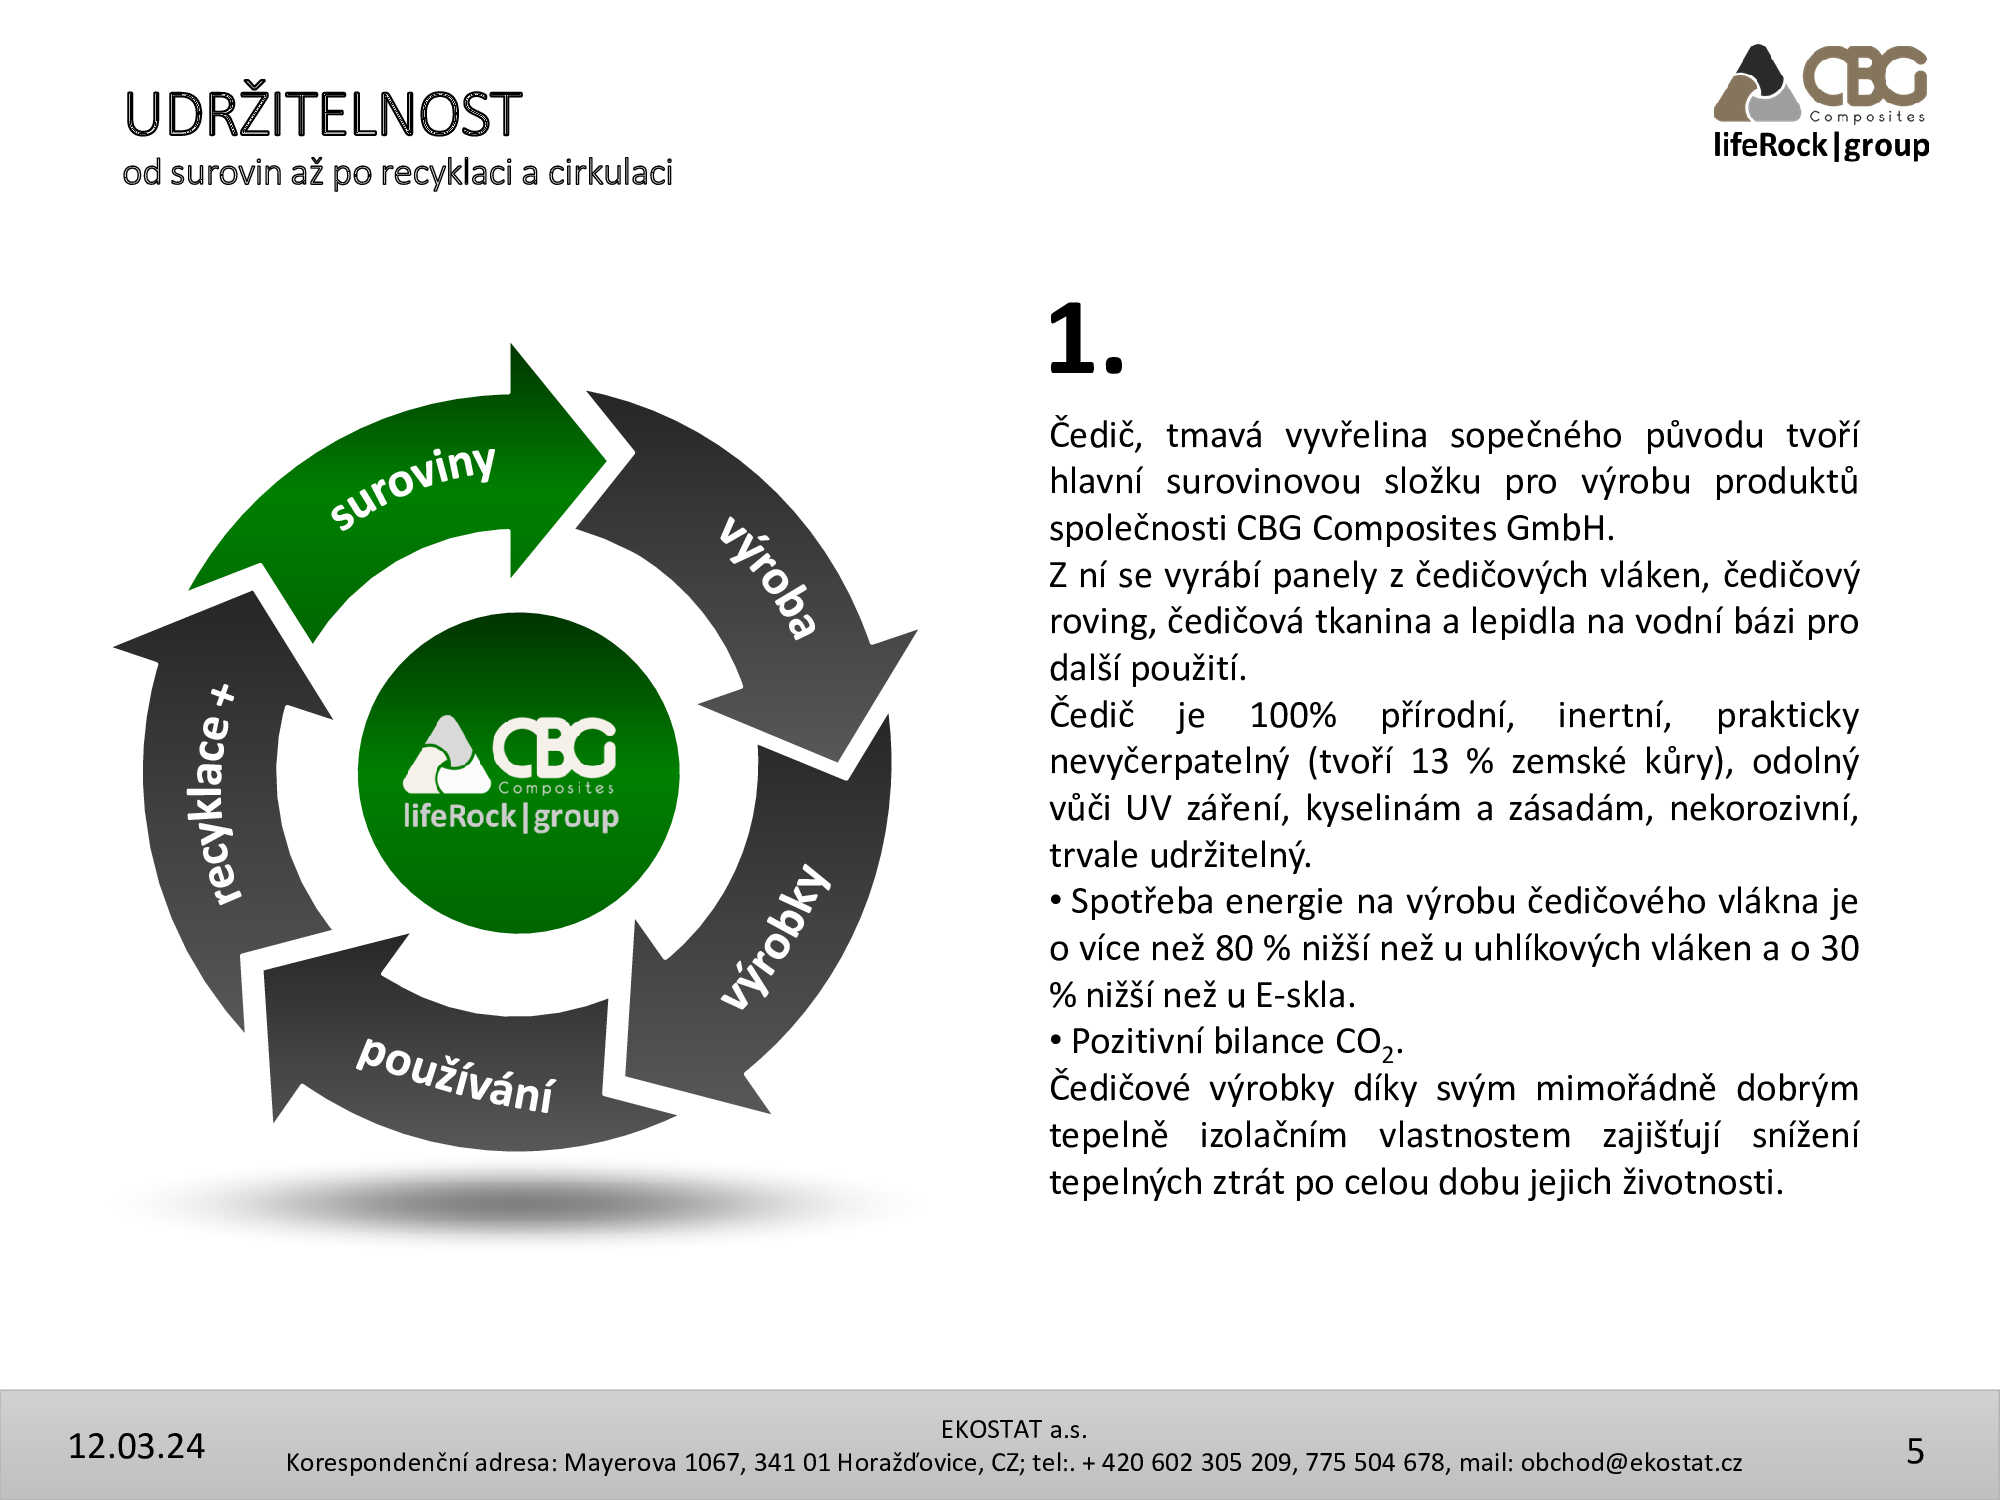 UDRŽITELNOST
od surovin až po recyklaci a cirkulaci
CBG
Composites
lifeRock|group
suroviny
výroba
výrobky
používání
recyklace +
CBG
Composites
lifeRock|group
1.
Čedič, tmavá vyvřelina sopečného původu tvoří
hlavní surovinovou složku pro výrobu produktů
společnosti CBG Composites GmbH.
Z ní se vyrábí panely z čedičových vláken, čedičový
roving, čedičová tkanina a lepidla na vodní bázi pro
další použití.
Čedič je 100% přírodní, inertní, prakticky
nevyčerpatelný (tvoří 13 % zemské kůry), odolný
vůči UV záření, kyselinám a zásadám, nekorozivní,
trvale udržitelný.
• Spotřeba energie na výrobu čedičového vlákna je
o více než 80 % nižší než u uhlíkových vláken a o 30
% nižší než u E-skla.
• Pozitivní bilance CO₂.
Čedičové výrobky díky svým mimořádně dobrým
tepelně izolačním vlastnostem zajišťují snížení
tepelných ztrát po celou dobu jejich životnosti.
12.03.24
EKOSTAT a.s.
Korespondenční adresa: Mayerova 1067, 341 01 Horažďovice, CZ; tel:. + 420 602 305 209, 775 504 678, mail: obchod@ekostat.cz
5